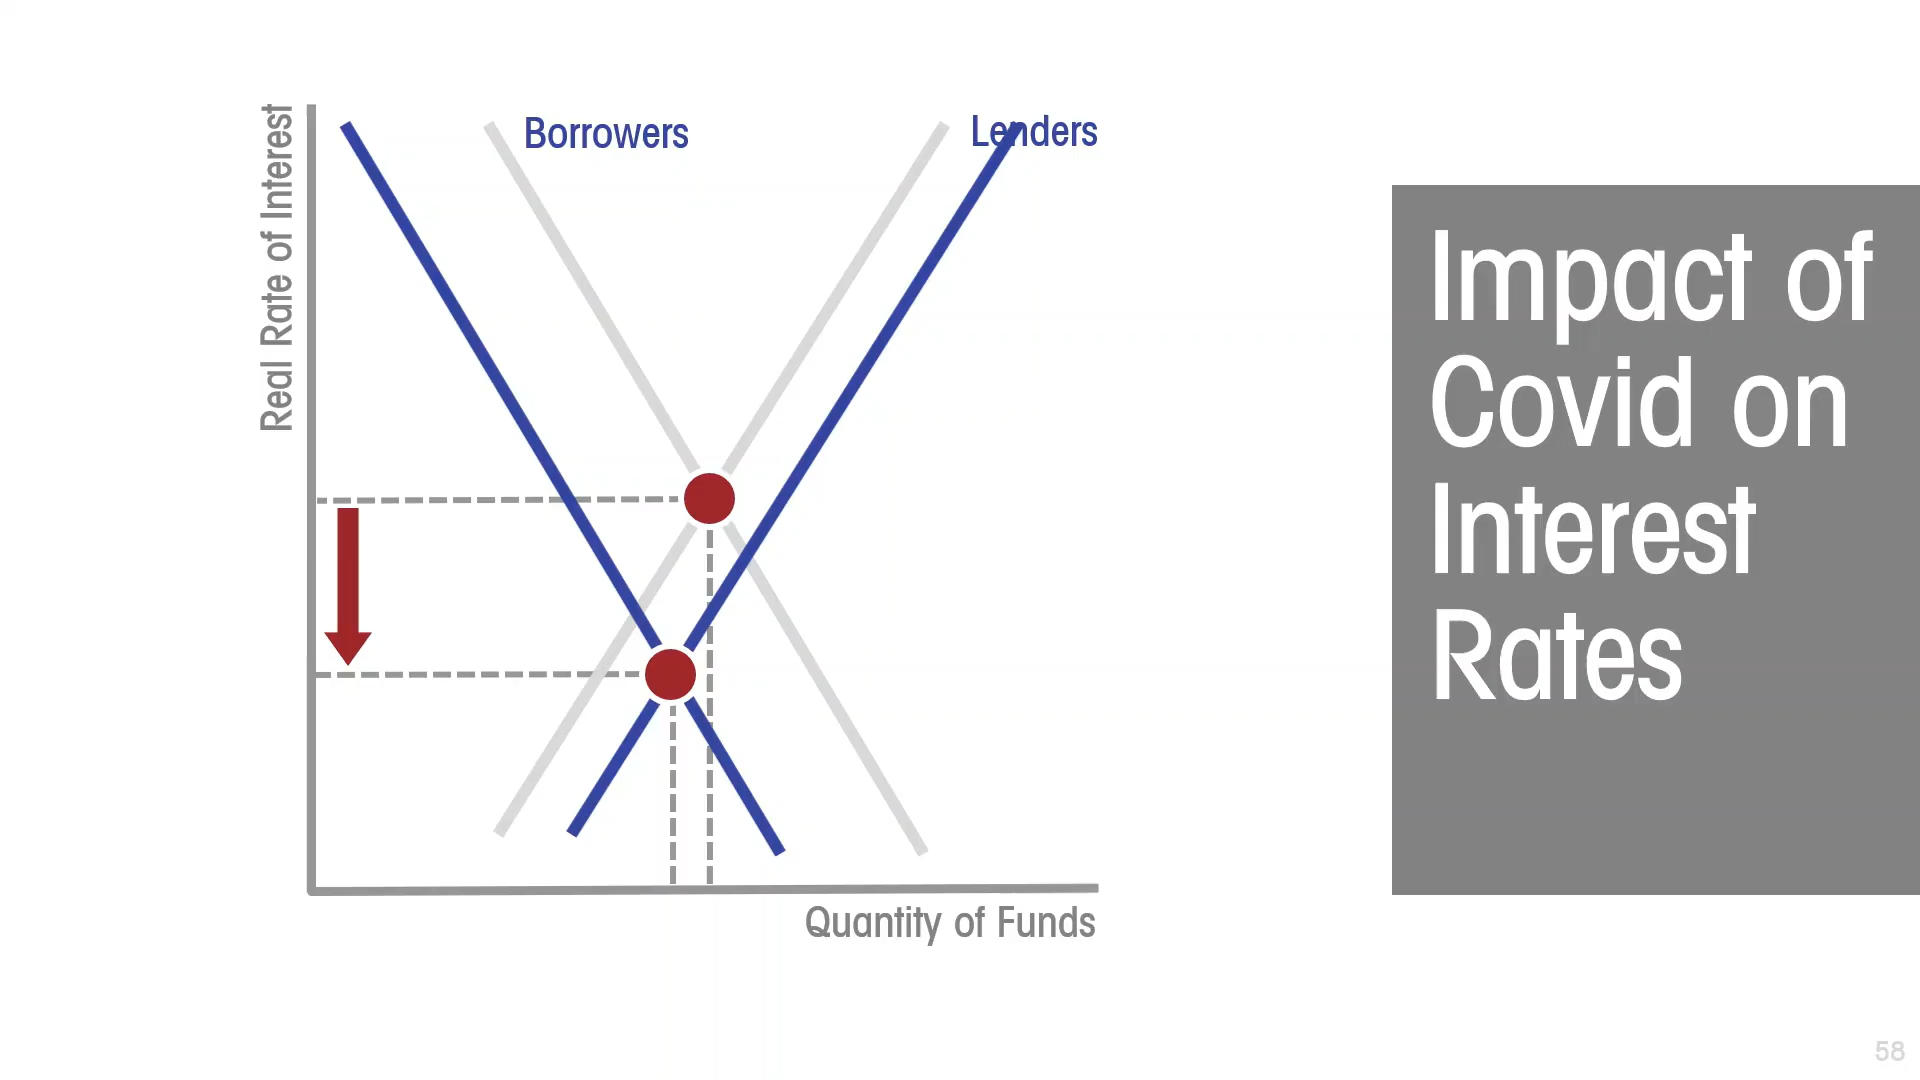 Real Rate of Interest
Borrowers
Lenders
Quantity of Funds
Impact of
Covid on
Interest
Rates
58